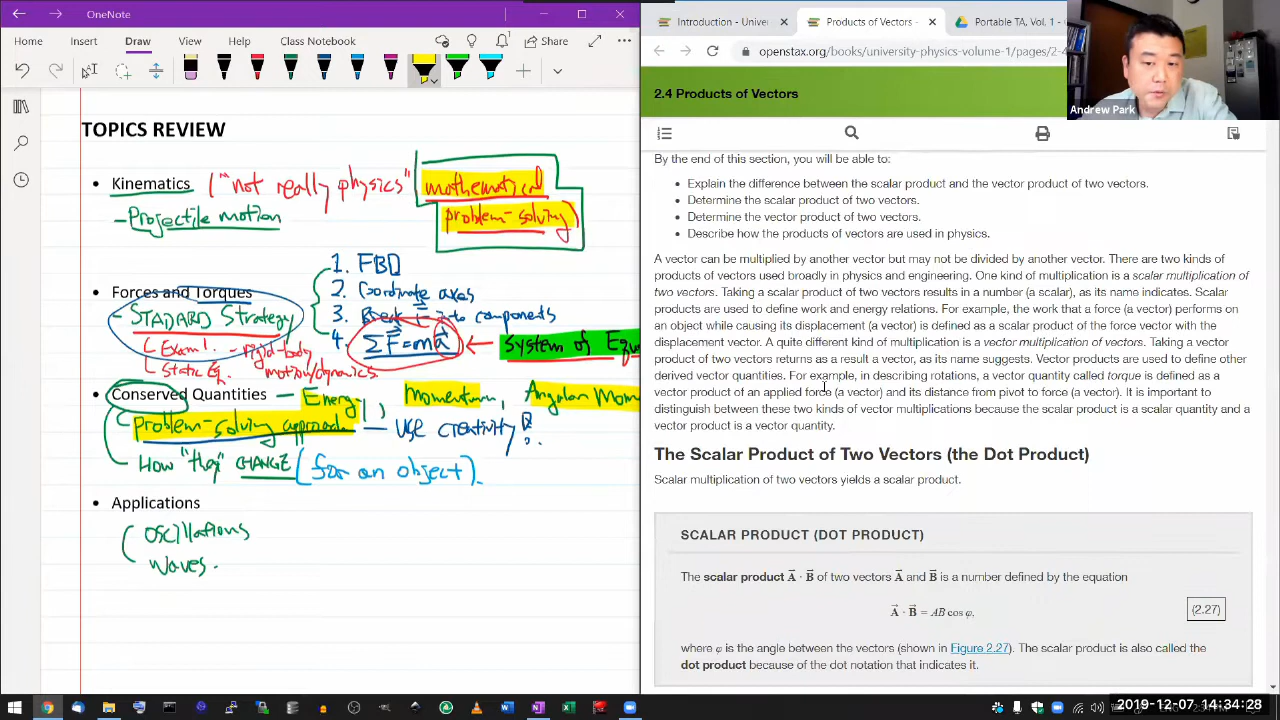 OneNote
Home
Insert
Draw
View
Help
Class Notebook
Share
TOPICS REVIEW
Kinematics ("not really physics" mathematical
problem-solving)
- Projectile motion
1. FBD
Forces and Torques
2. Coordinate axes
- STADARD Strategy
3. Break into components
4. ΣF=ma ← System of Equ
Exam! - rigid-body
Static Eq. motion/dynamics.
Conserved Quantities - Energy, Momentum, Angular Mom
Problem-solving approach - USE creativity
How "they" CHANGE (for an object).
Applications
Oscillations
Waves.
Introduction - Univer
Products of Vectors -
Portable TA, Vol. 1 - G
openstax.org/books/university-physics-volume-1/pages/2-4
Andrew Park
2.4 Products of Vectors
By the end of this section, you will be able to:
Explain the difference between the scalar product and the vector product of two vectors.
Determine the scalar product of two vectors.
Determine the vector product of two vectors.
Describe how the products of vectors are used in physics.
A vector can be multiplied by another vector but may not be divided by another vector. There are two kinds of
products of vectors used broadly in physics and engineering. One kind of multiplication is a scalar multiplication of
two vectors. Taking a scalar product of two vectors results in a number (a scalar), as its name indicates. Scalar
products are used to define work and energy relations. For example, the work that a force (a vector) performs on
an object while causing its displacement (a vector) is defined as a scalar product of the force vector with the
displacement vector. A quite different kind of multiplication is a vector multiplication of vectors. Taking a vector
product of two vectors returns as a result a vector, as its name suggests. Vector products are used to define other
derived vector quantities. For example, in describing rotations, a vector quantity called torque is defined as a
vector product of an applied force (a vector) and its distance from pivot to force (a vector). It is important to
distinguish between these two kinds of vector multiplications because the scalar product is a scalar quantity and a
vector product is a vector quantity.
The Scalar Product of Two Vectors (the Dot Product)
Scalar multiplication of two vectors yields a scalar product.
SCALAR PRODUCT (DOT PRODUCT)
The scalar product A⃗ · B⃗ of two vectors A⃗ and B⃗ is a number defined by the equation
A⃗ · B⃗ = AB cos φ,
(2.27)
where φ is the angle between the vectors (shown in Figure 2.27). The scalar product is also called the
dot product because of the dot notation that indicates it.
2019-12-07 14:34:28